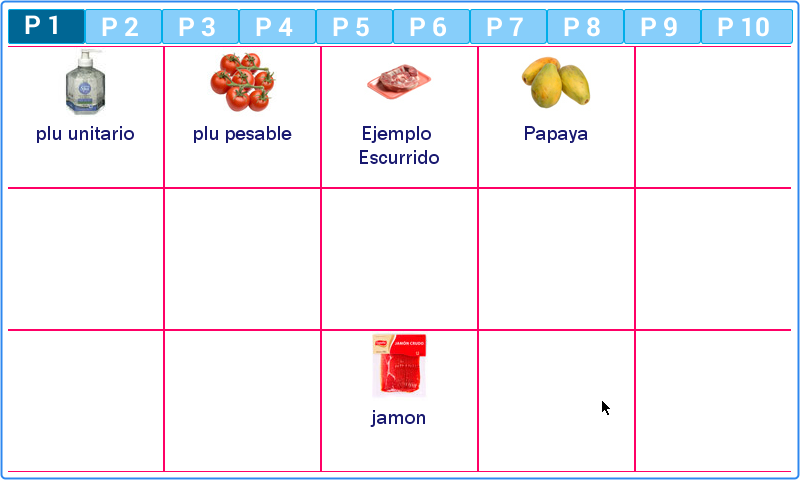 P 1 P 2 P 3 P 4 P 5 P 6 P 7 P 8 P 9 P 10
plu unitario
plu pesable
Ejemplo
Escurrido
Papaya
JAMÓN CRUDO
jamon